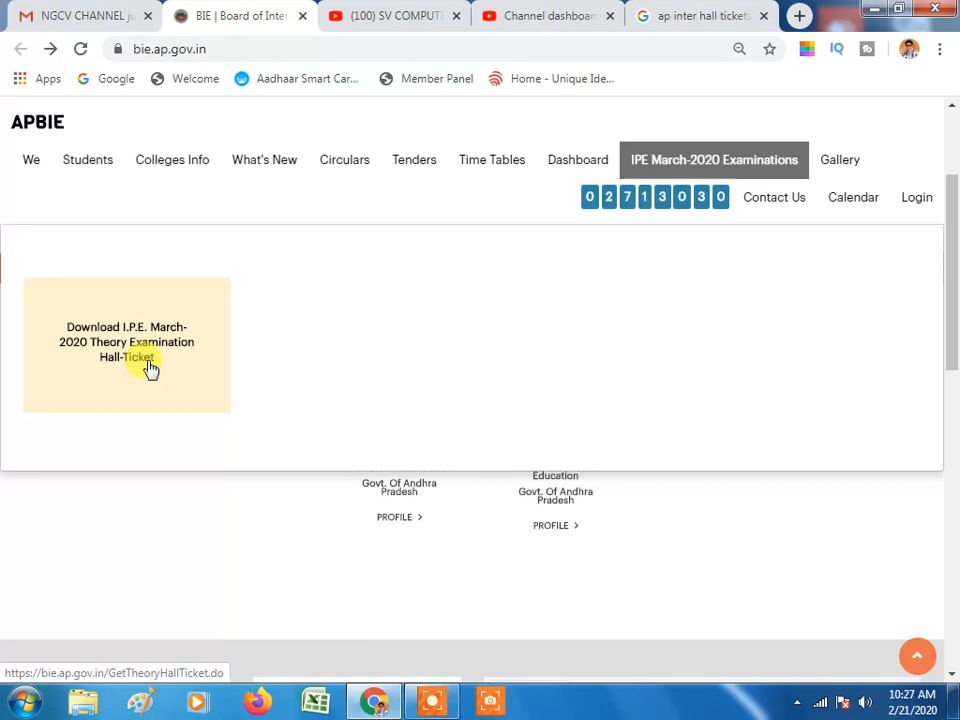 NGCV CHANNEL ju
BIE | Board of Inter
(100) SV COMPUT
Channel dashboard
ap inter hall tickets
bie.ap.gov.in
IQ
Apps
Google
Welcome
Aadhaar Smart Car...
Member Panel
Home - Unique Ide...
APBIE
We
Students
Colleges Info
What's New
Circulars
Tenders
Time Tables
Dashboard
IPE March-2020 Examinations
Gallery
0 2 7 1 3 0 3 0
Contact Us
Calendar
Login
Download I.P.E. March-
2020 Theory Examination
Hall-Ticket
Govt. Of Andhra
Pradesh
PROFILE >
Education
Govt. Of Andhra
Pradesh
PROFILE >
https://bie.ap.gov.in/GetTheoryHallTicket.do
10:27 AM
2/21/2020